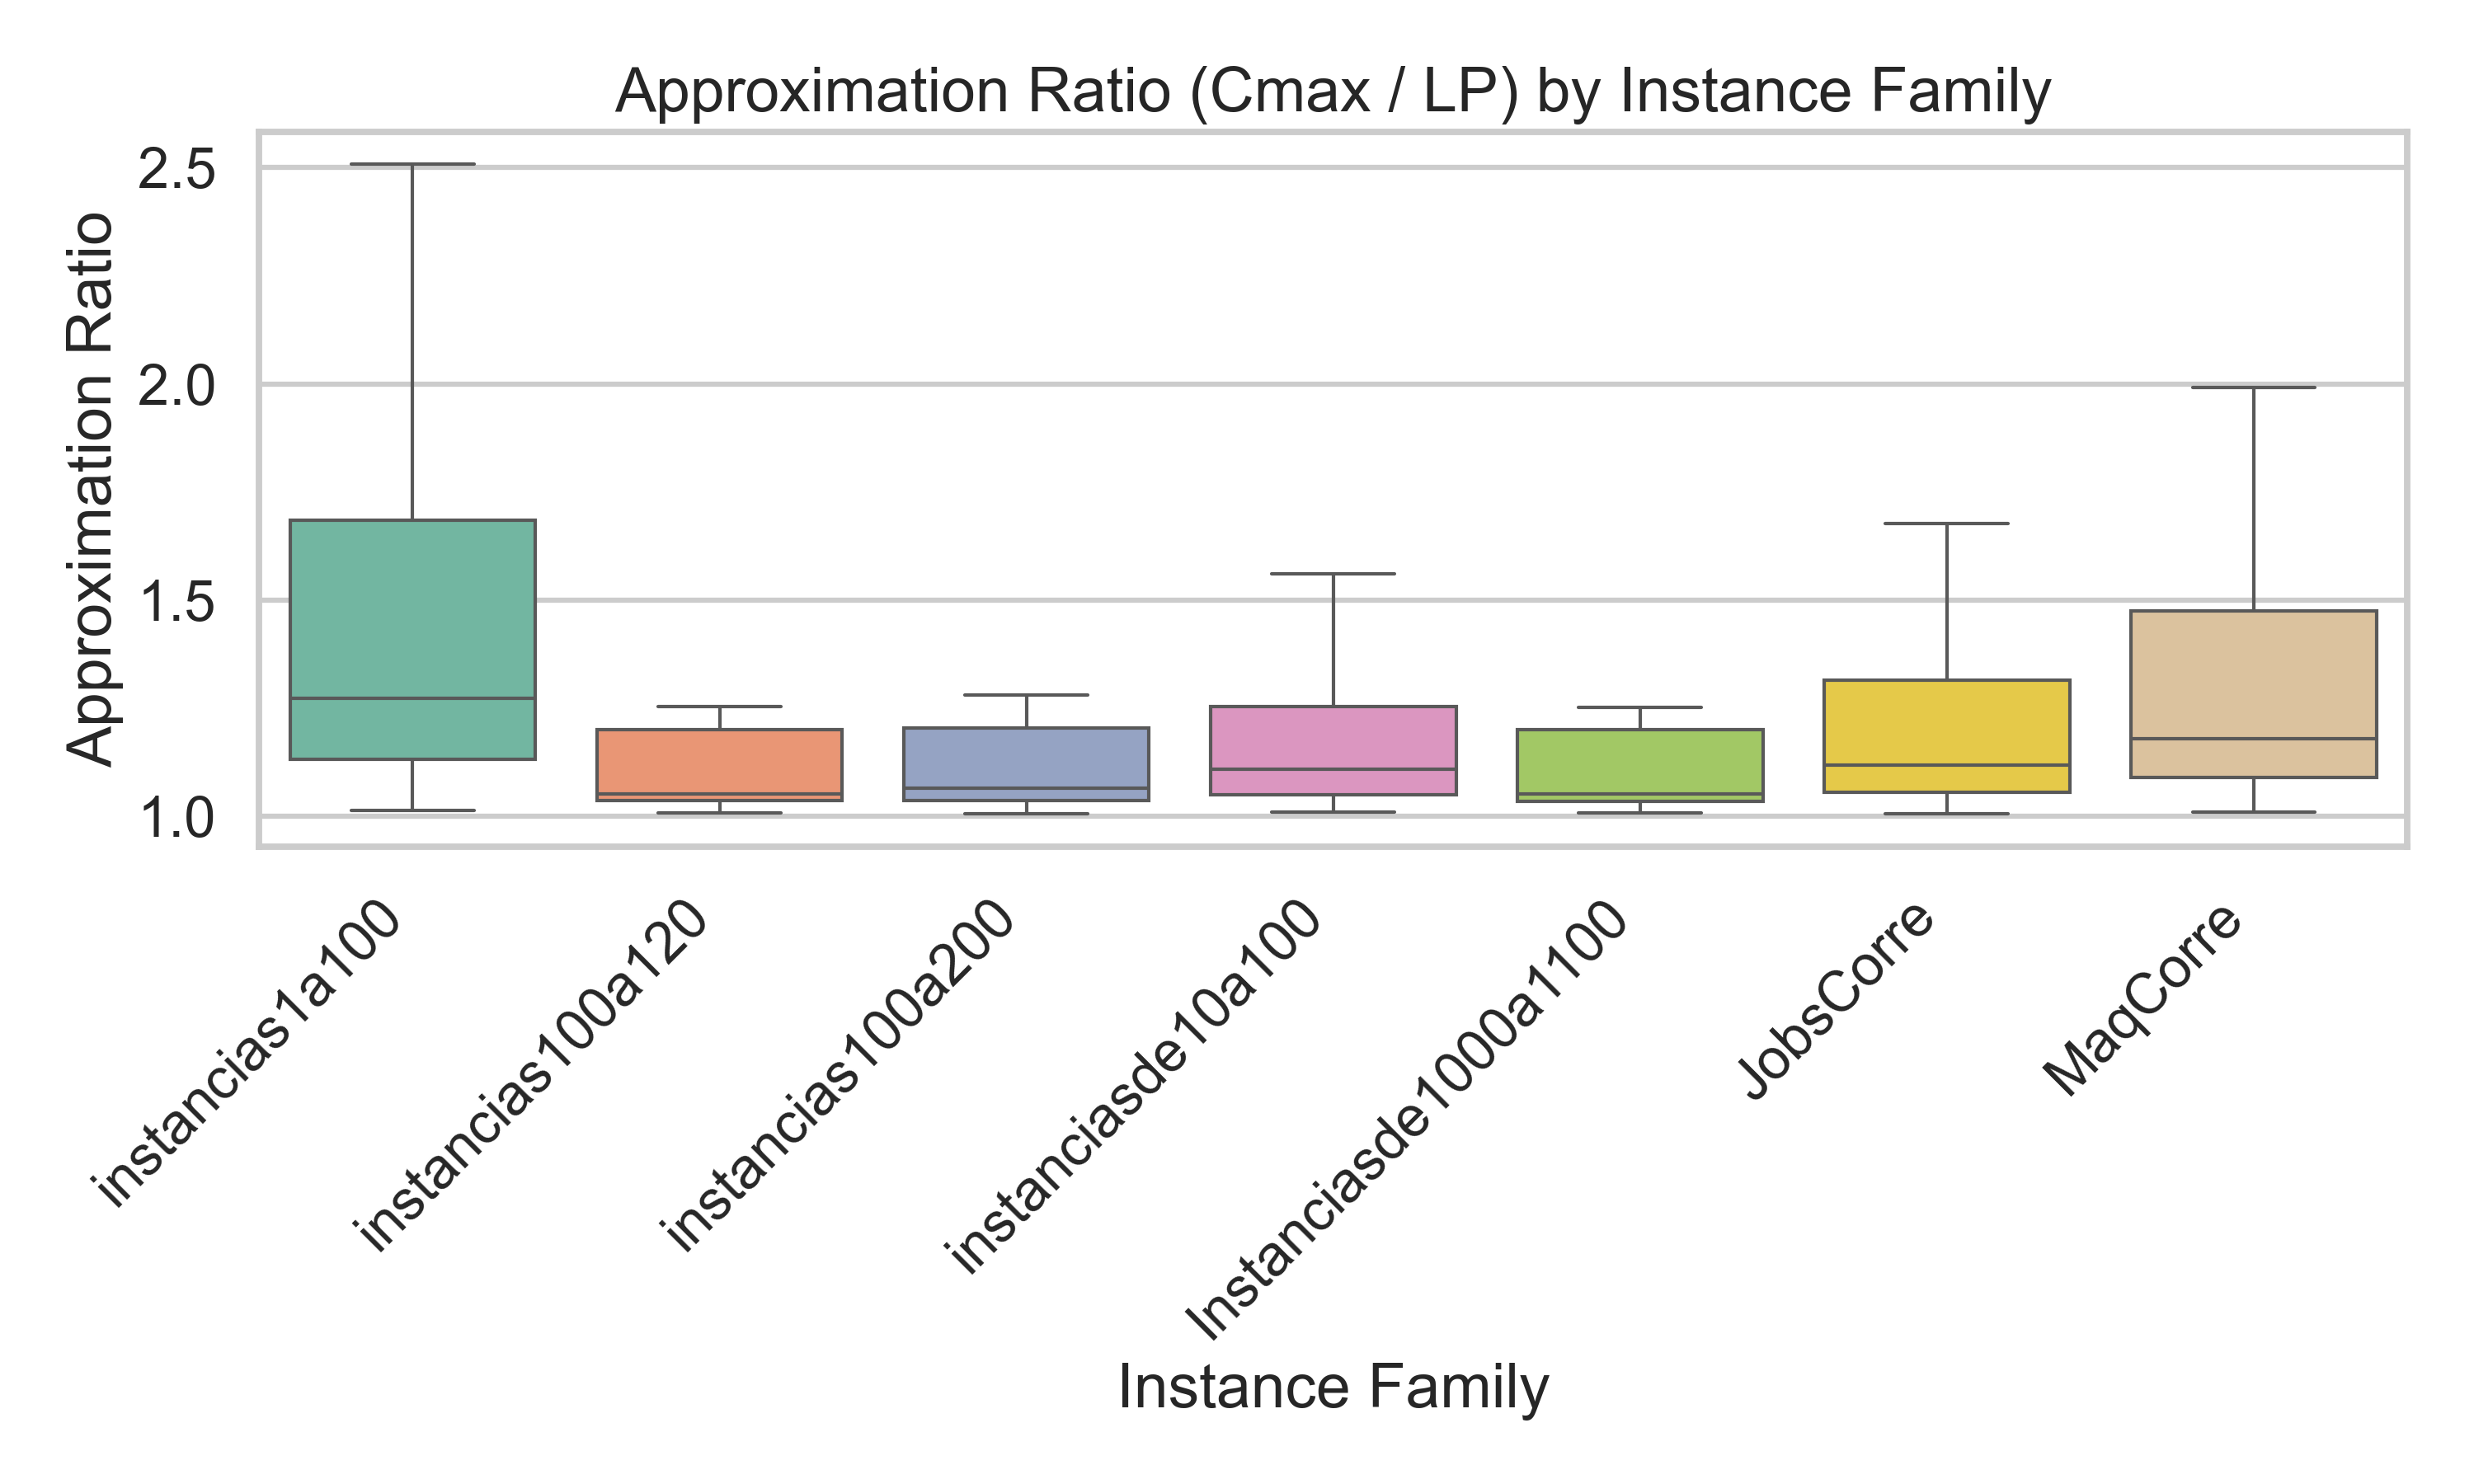 Approximation Ratio (Cmax / LP) by Instance Family
Approximation Ratio
2.5
2.0
1.5
1.0
instancias1a100
instancias100a120
instancias100a200
instanciasde10a100
Instanciasde1000a1100
JobsCorre
MaqCorre
Instance Family